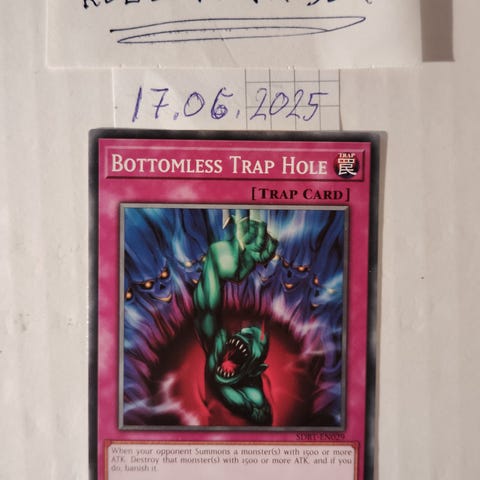 17.06.2025
BOTTOMLESS TRAP HOLE
TRAP
罠
[TRAP CARD]
SDBT-EN029
When your opponent Summons a monster(s) with 1500 or more
ATK: Destroy that monster(s) with 1500 or more ATK, and if you
do, banish it.